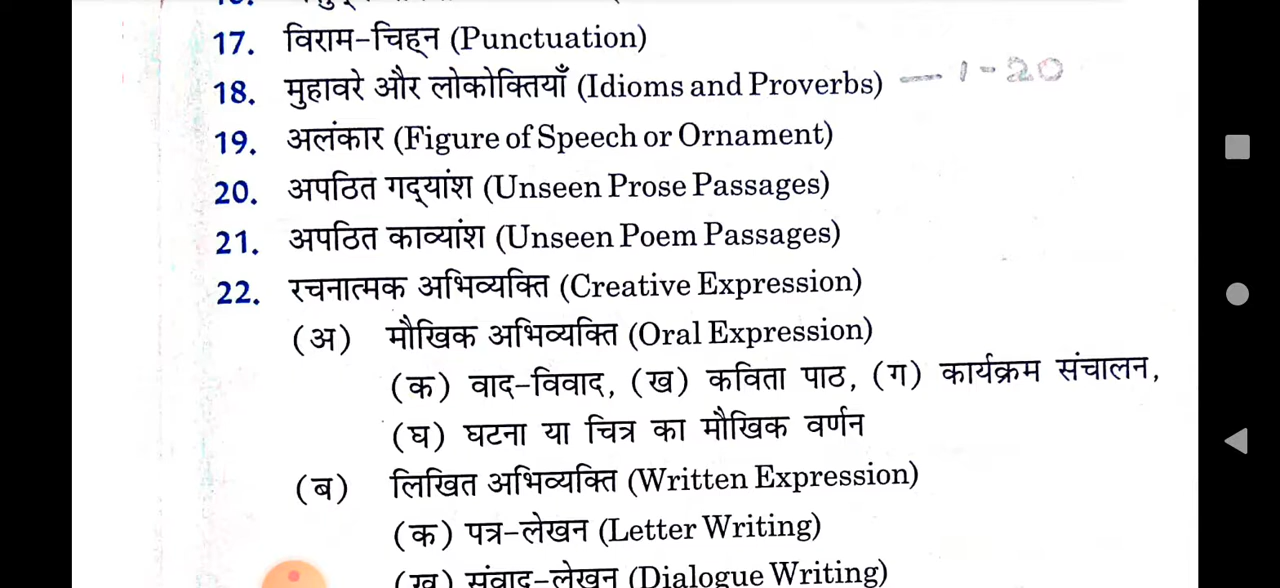 17. विराम-चिह्न (Punctuation)
18. मुहावरे और लोकोक्तियाँ (Idioms and Proverbs) — 1-20
19. अलंकार (Figure of Speech or Ornament)
20. अपठित गद्यांश (Unseen Prose Passages)
21. अपठित काव्यांश (Unseen Poem Passages)
22. रचनात्मक अभिव्यक्ति (Creative Expression)
(अ) मौखिक अभिव्यक्ति (Oral Expression)
(क) वाद-विवाद, (ख) कविता पाठ, (ग) कार्यक्रम संचालन,
(घ) घटना या चित्र का मौखिक वर्णन
(ब) लिखित अभिव्यक्ति (Written Expression)
(क) पत्र-लेखन (Letter Writing)
(ख) संवाद-लेखन (Dialogue Writing)